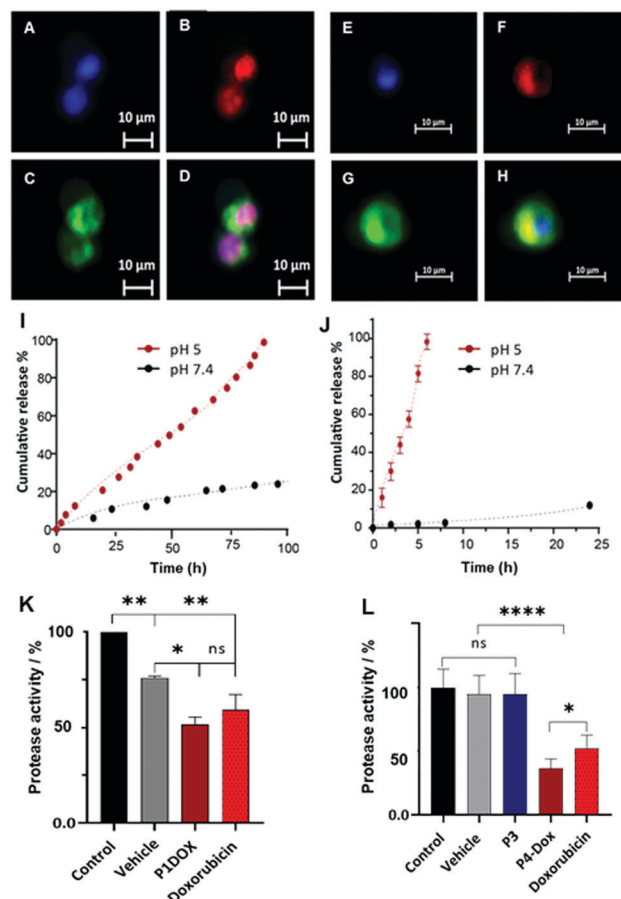 A
B
E
F
10 µm
10 µm
10 µm
10 µm
C
D
G
H
10 µm
10 µm
10 µm
10 µm
I
J
Cumulative release %
100
80
60
40
20
0
pH 5
pH 7.4
0 25 50 75 100
Time (h)
Cumulative release %
100
80
60
40
20
0
pH 5
pH 7.4
0 5 10 15 20 25
Time (h)
K
Protease activity / %
100
50
0.0
** **
* ns
Control
Vehicle
P1DOX
Doxorubicin
L
Protease activity / %
100
50
0.0
****
ns
*
Control
Vehicle
P3
P4-Dox
Doxorubicin